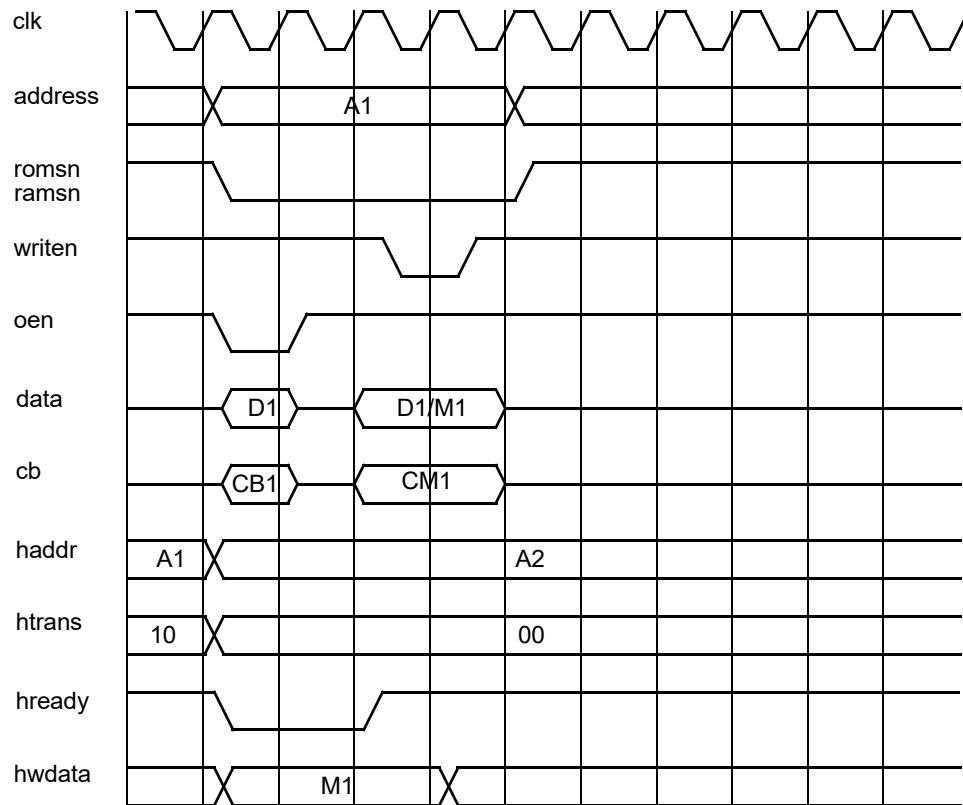 clk
address
A1
romsn
ramsn
writen
oen
data
D1
D1/M1
cb
CB1
CM1
haddr
A1
A2
htrans
10
00
hready
hwdata
M1